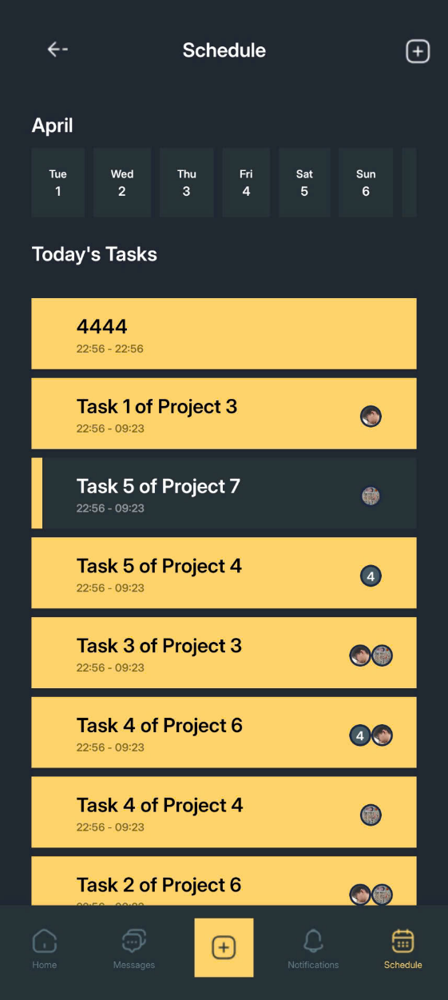 Schedule
April
Tue Wed Thu Fri Sat Sun
1 2 3 4 5 6
Today's Tasks
4444
22:56 - 22:56
Task 1 of Project 3
22:56 - 09:23
Task 5 of Project 7
22:56 - 09:23
Task 5 of Project 4
22:56 - 09:23
4
Task 3 of Project 3
22:56 - 09:23
Task 4 of Project 6
22:56 - 09:23
4
Task 4 of Project 4
22:56 - 09:23
Task 2 of Project 6
Home Messages Notifications Schedule